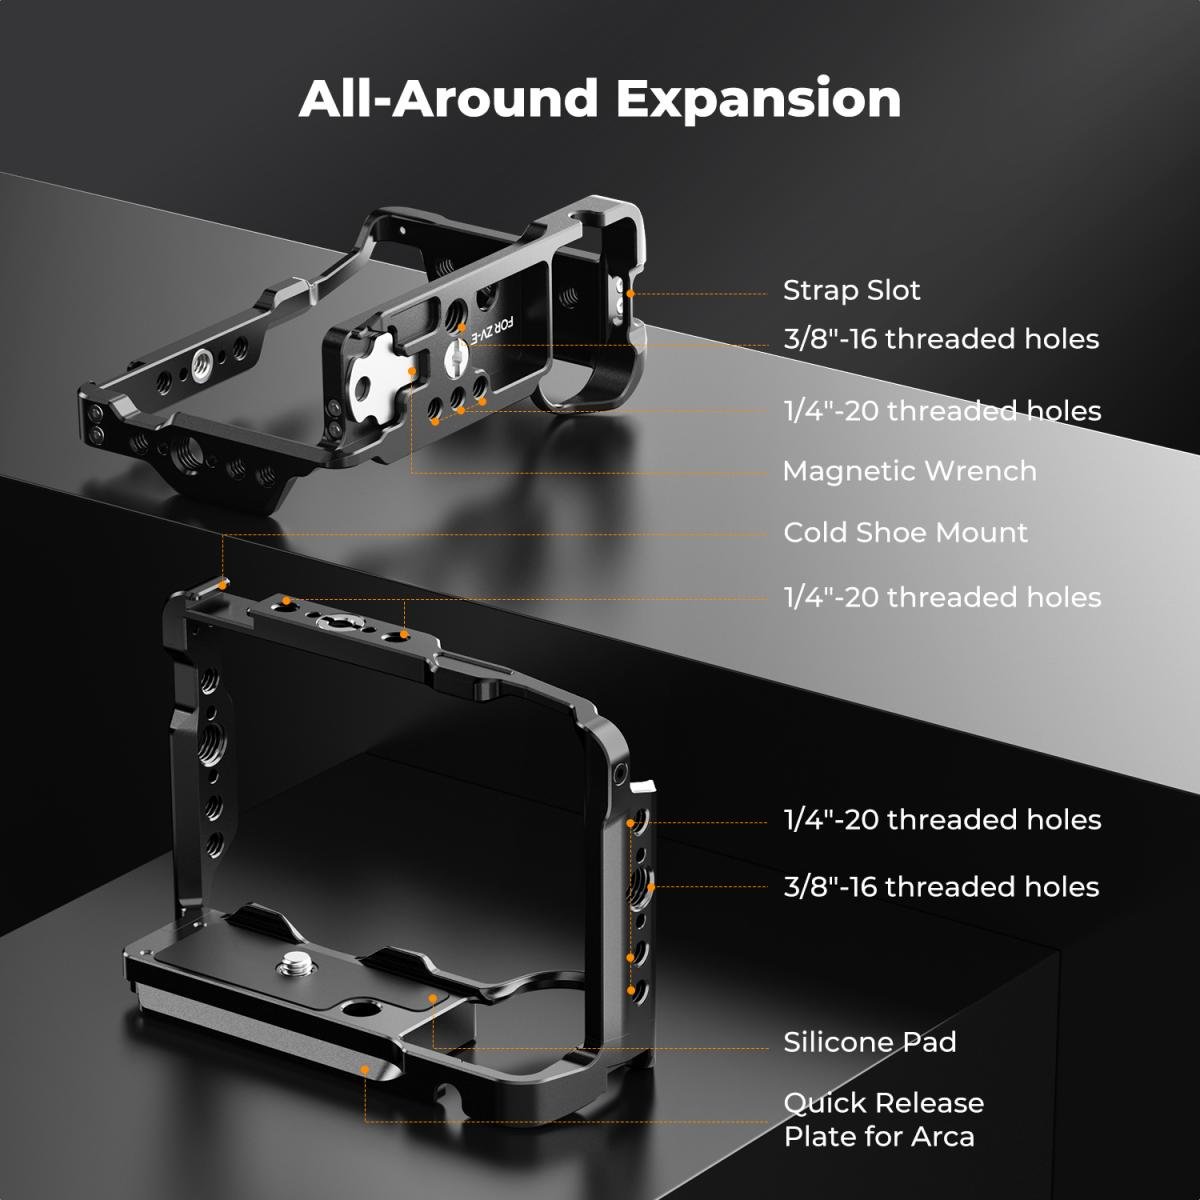 All-Around Expansion
FOR ZV-E
Strap Slot
3/8"-16 threaded holes
1/4"-20 threaded holes
Magnetic Wrench
Cold Shoe Mount
1/4"-20 threaded holes
1/4"-20 threaded holes
3/8"-16 threaded holes
Silicone Pad
Quick Release
Plate for Arca